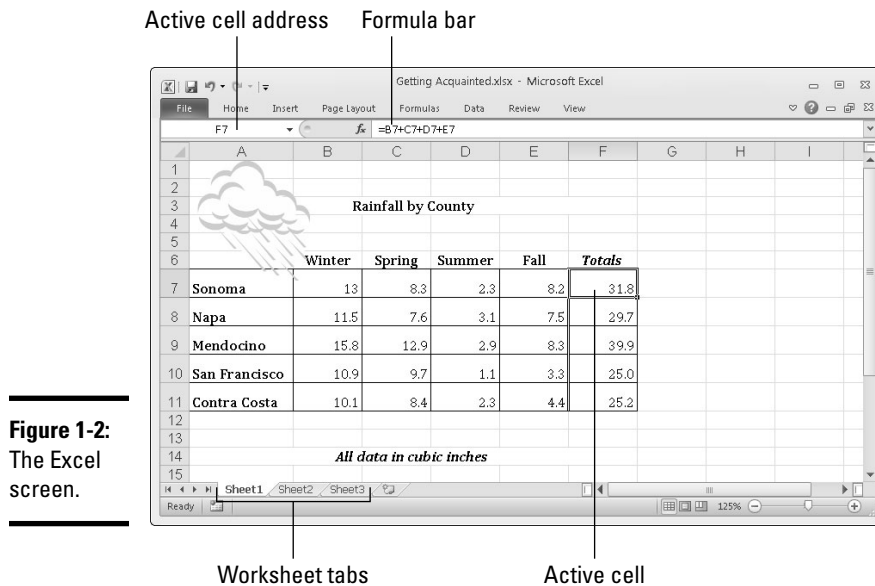 Active cell address Formula bar
Getting Acquainted.xlsx - Microsoft Excel
File Home Insert Page Layout Formulas Data Review View
F7 fx =B7+C7+D7+E7
A B C D E F G H I
1
2
3 Rainfall by County
4
5
6 Winter Spring Summer Fall Totals
7 Sonoma 13 8.3 2.3 8.2 31.8
8 Napa 11.5 7.6 3.1 7.5 29.7
9 Mendocino 15.8 12.9 2.9 8.3 39.9
10 San Francisco 10.9 9.7 1.1 3.3 25.0
11 Contra Costa 10.1 8.4 2.3 4.4 25.2
12
13
14 All data in cubic inches
15
Sheet1 Sheet2 Sheet3
Ready 125%
Worksheet tabs Active cell
Figure 1-2:
The Excel
screen.